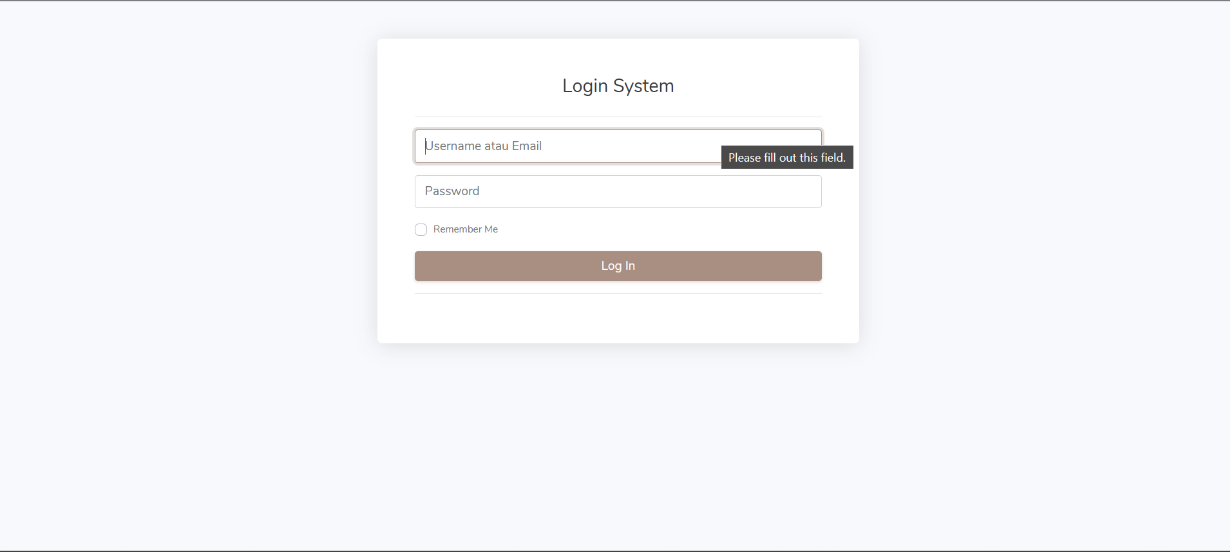 Login System
Username atau Email
Please fill out this field.
Password
Remember Me
Log In